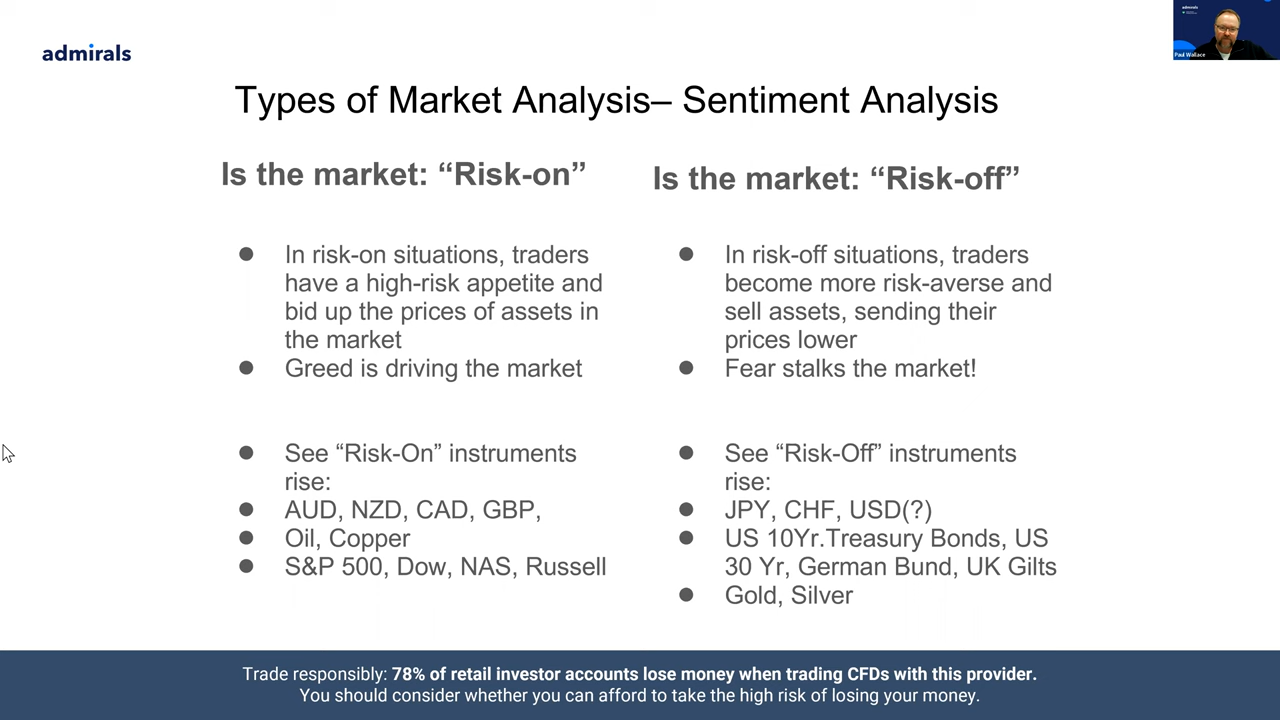 admirals
admirals
Paul Wallace
Types of Market Analysis– Sentiment Analysis
Is the market: “Risk-on”
● In risk-on situations, traders
have a high-risk appetite and
bid up the prices of assets in
the market
● Greed is driving the market
● See “Risk-On” instruments
rise:
● AUD, NZD, CAD, GBP,
● Oil, Copper
● S&P 500, Dow, NAS, Russell
Is the market: “Risk-off”
● In risk-off situations, traders
become more risk-averse and
sell assets, sending their
prices lower
● Fear stalks the market!
● See “Risk-Off” instruments
rise:
● JPY, CHF, USD(?)
● US 10Yr.Treasury Bonds, US
30 Yr, German Bund, UK Gilts
● Gold, Silver
Trade responsibly: 78% of retail investor accounts lose money when trading CFDs with this provider.
You should consider whether you can afford to take the high risk of losing your money.